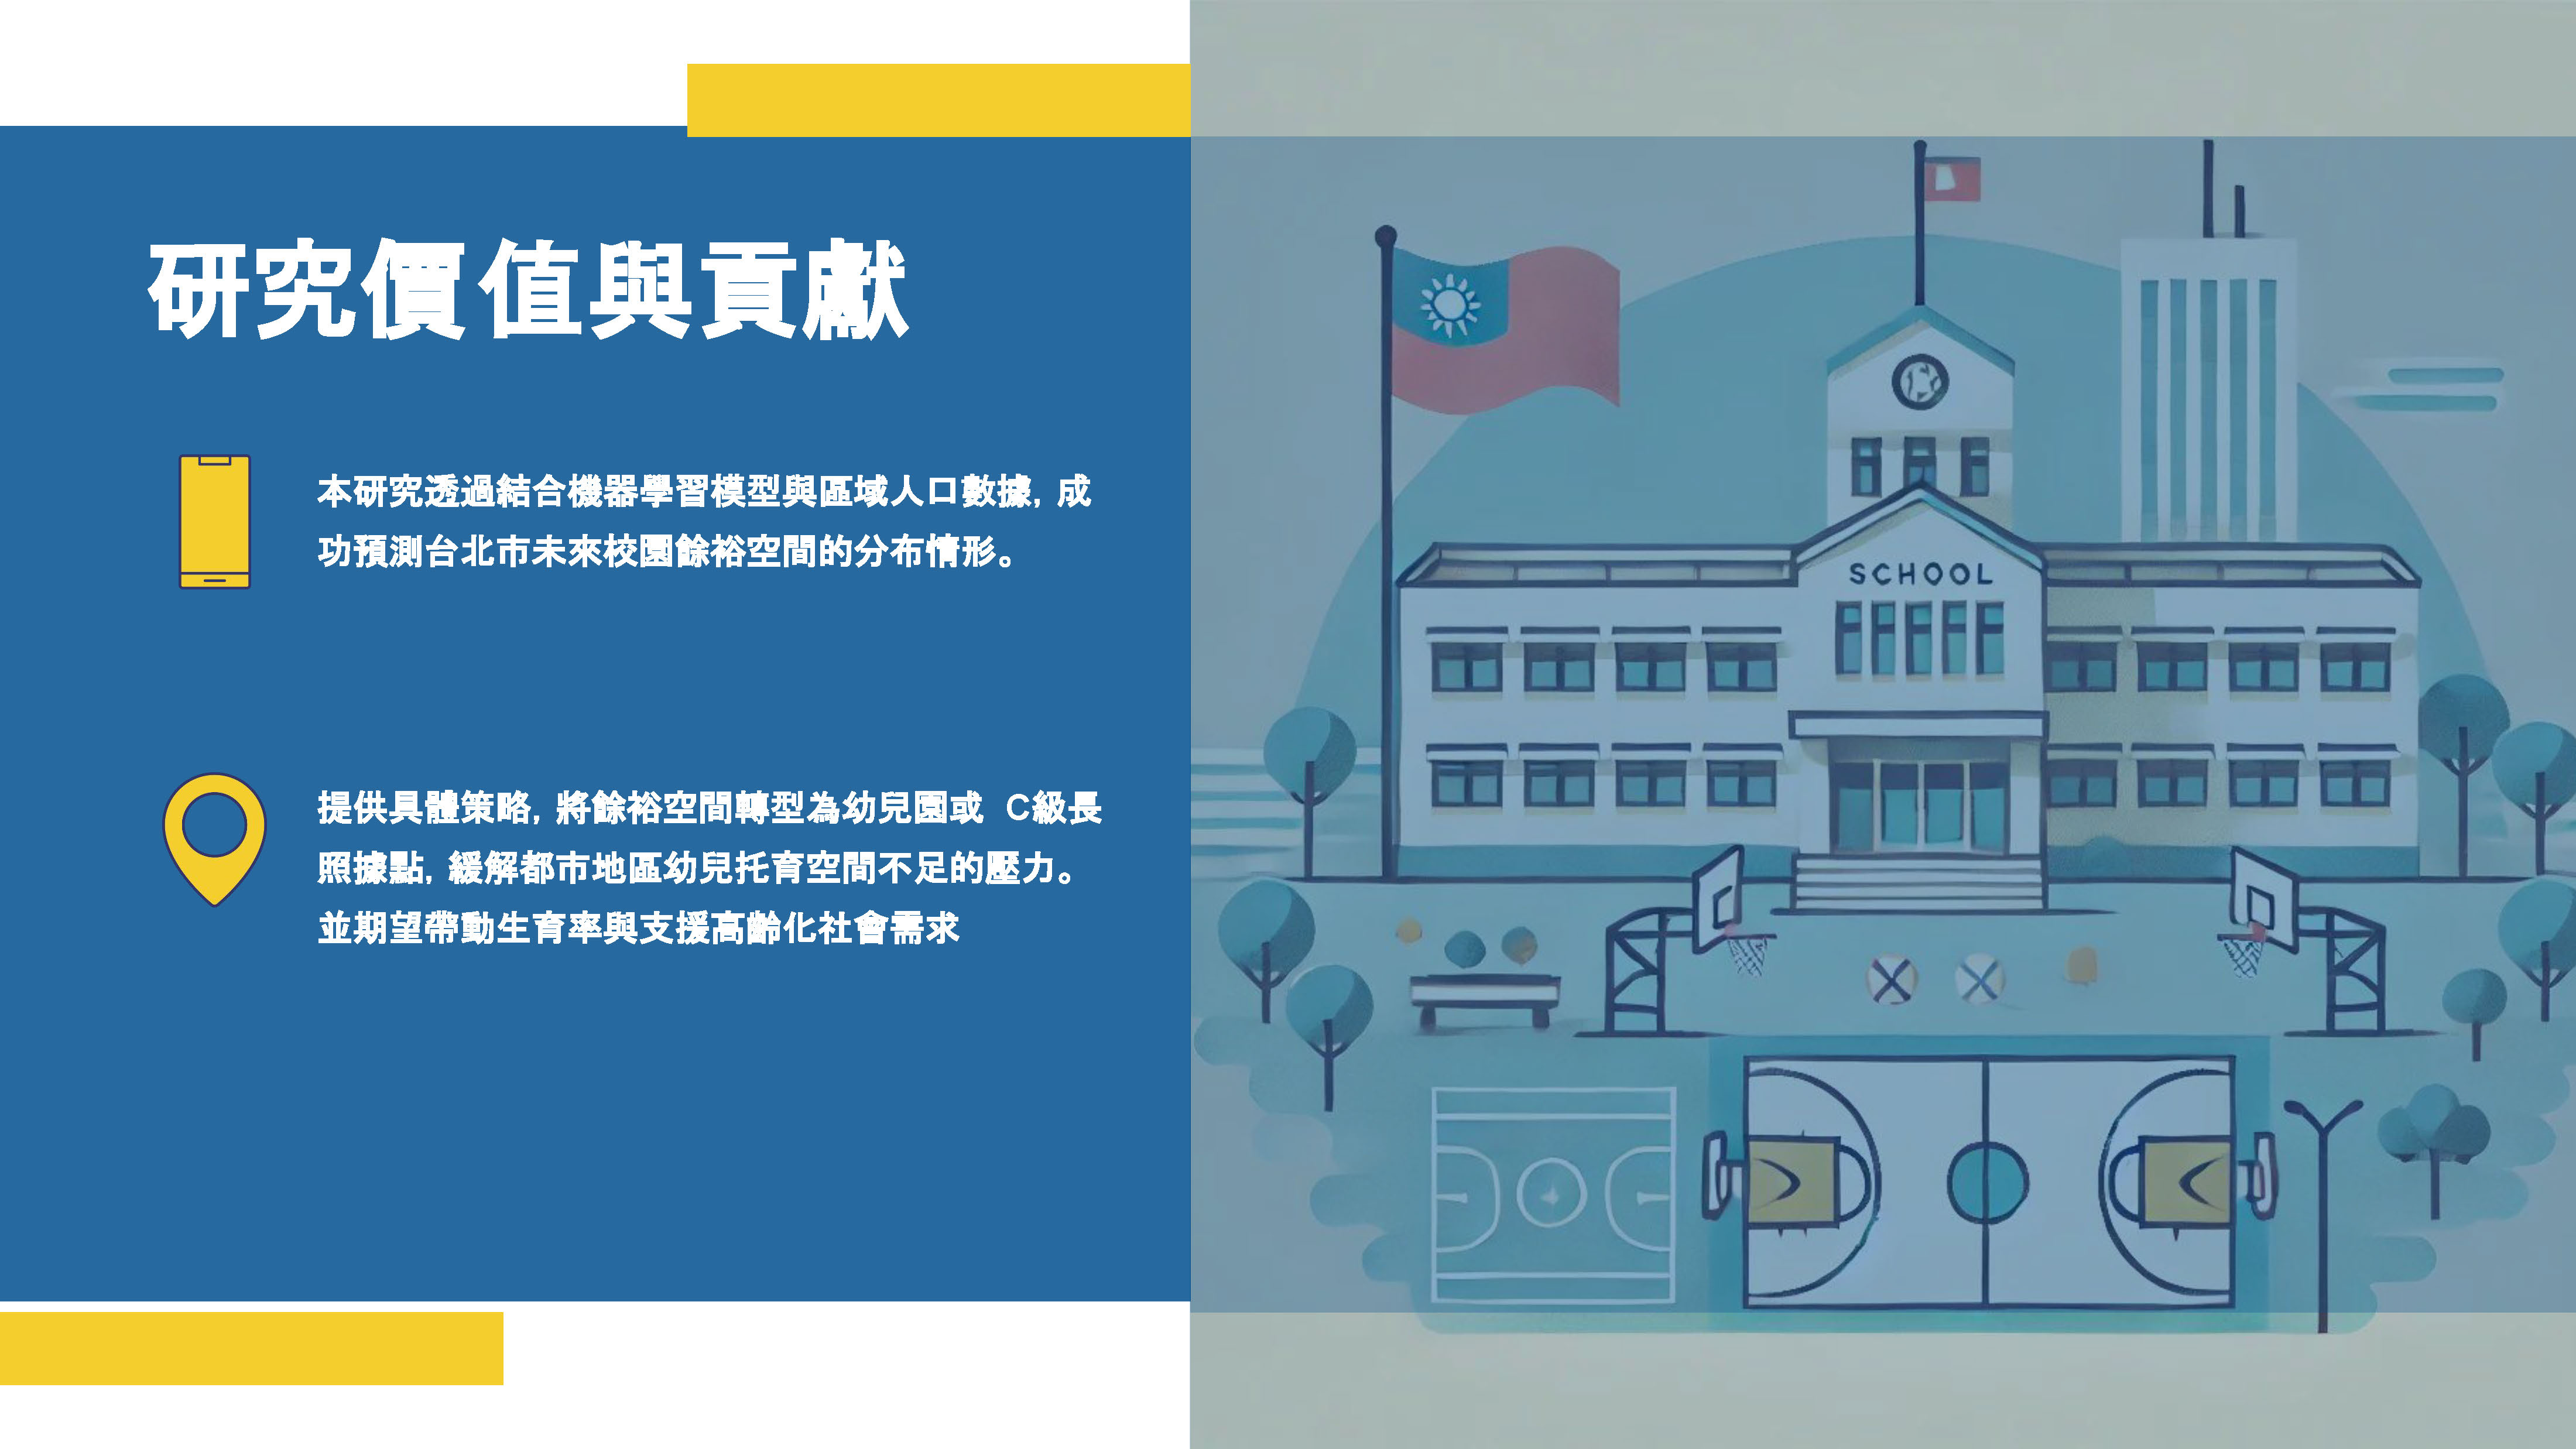 研究價值與貢獻
本研究透過結合機器學習模型與區域人口數據，成
功預測台北市未來校園餘裕空間的分布情形。
提供具體策略，將餘裕空間轉型為幼兒園或 C級長
照據點，緩解都市地區幼兒托育空間不足的壓力。
並期望帶動生育率與支援高齡化社會需求
SCHOOL